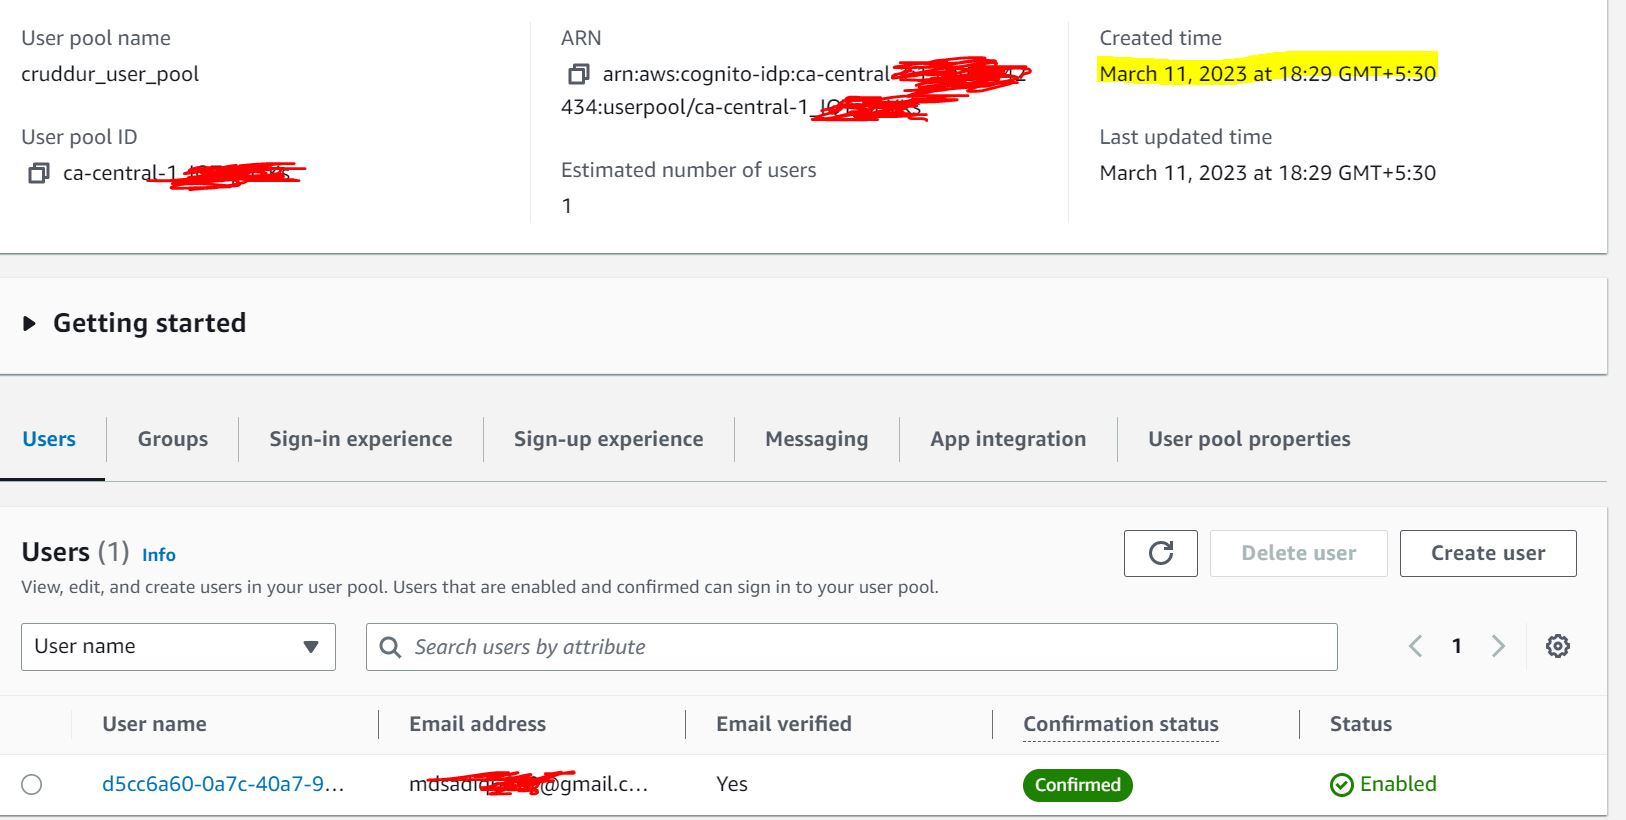 User pool name
cruddur_user_pool
User pool ID
ca-central-1
ARN
arn:aws:cognito-idp:ca-central-
434:userpool/ca-central-1_
Estimated number of users
1
Created time
March 11, 2023 at 18:29 GMT+5:30
Last updated time
March 11, 2023 at 18:29 GMT+5:30
Getting started
Users Groups Sign-in experience Sign-up experience Messaging App integration User pool properties
Users (1) Info
Delete user Create user
View, edit, and create users in your user pool. Users that are enabled and confirmed can sign in to your user pool.
User name Search users by attribute 1
User name Email address Email verified Confirmation status Status
d5cc6a60-0a7c-40a7-9... @gmail.c... Yes Confirmed Enabled